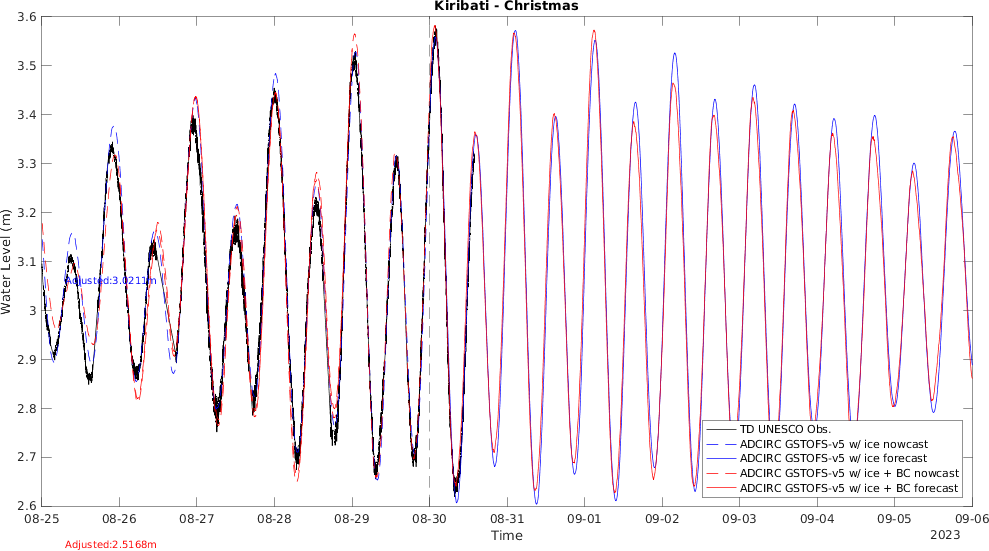 Kiribati - Christmas
3.6
3.5
3.4
3.3
3.2
3.1
3
2.9
2.8
2.7
2.6
Water Level (m)
Adjusted:3.0211m
TD UNESCO Obs.
ADCIRC GSTOFS-v5 w/ ice nowcast
ADCIRC GSTOFS-v5 w/ ice forecast
ADCIRC GSTOFS-v5 w/ ice + BC nowcast
ADCIRC GSTOFS-v5 w/ ice + BC forecast
08-25 08-26 08-27 08-28 08-29 08-30 08-31 09-01 09-02 09-03 09-04 09-05 09-06
Time
2023
Adjusted:2.5168m